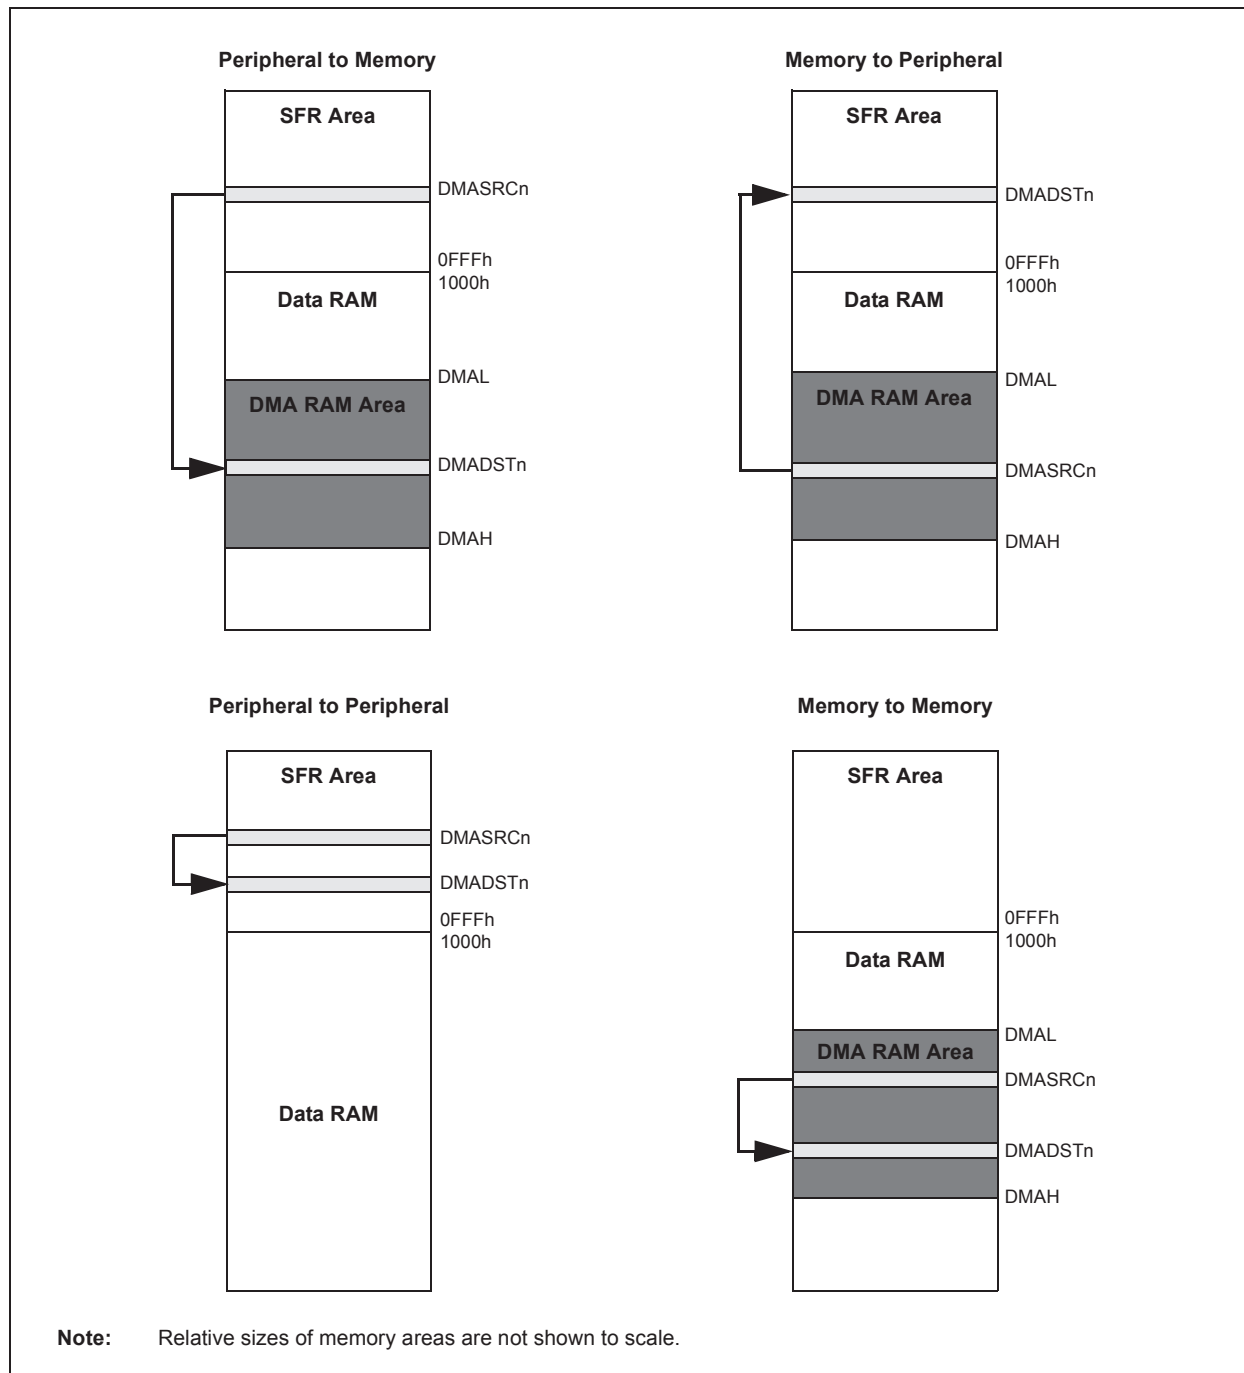 Peripheral to Memory
SFR Area
DMASRCn
0FFFh
1000h
Data RAM
DMAL
DMA RAM Area
DMADSTn
DMAH
Memory to Peripheral
SFR Area
DMADSTn
0FFFh
1000h
Data RAM
DMAL
DMA RAM Area
DMASRCn
DMAH
Peripheral to Peripheral
SFR Area
DMASRCn
DMADSTn
0FFFh
1000h
Data RAM
Memory to Memory
SFR Area
0FFFh
1000h
Data RAM
DMAL
DMA RAM Area
DMASRCn
DMADSTn
DMAH
Note: Relative sizes of memory areas are not shown to scale.